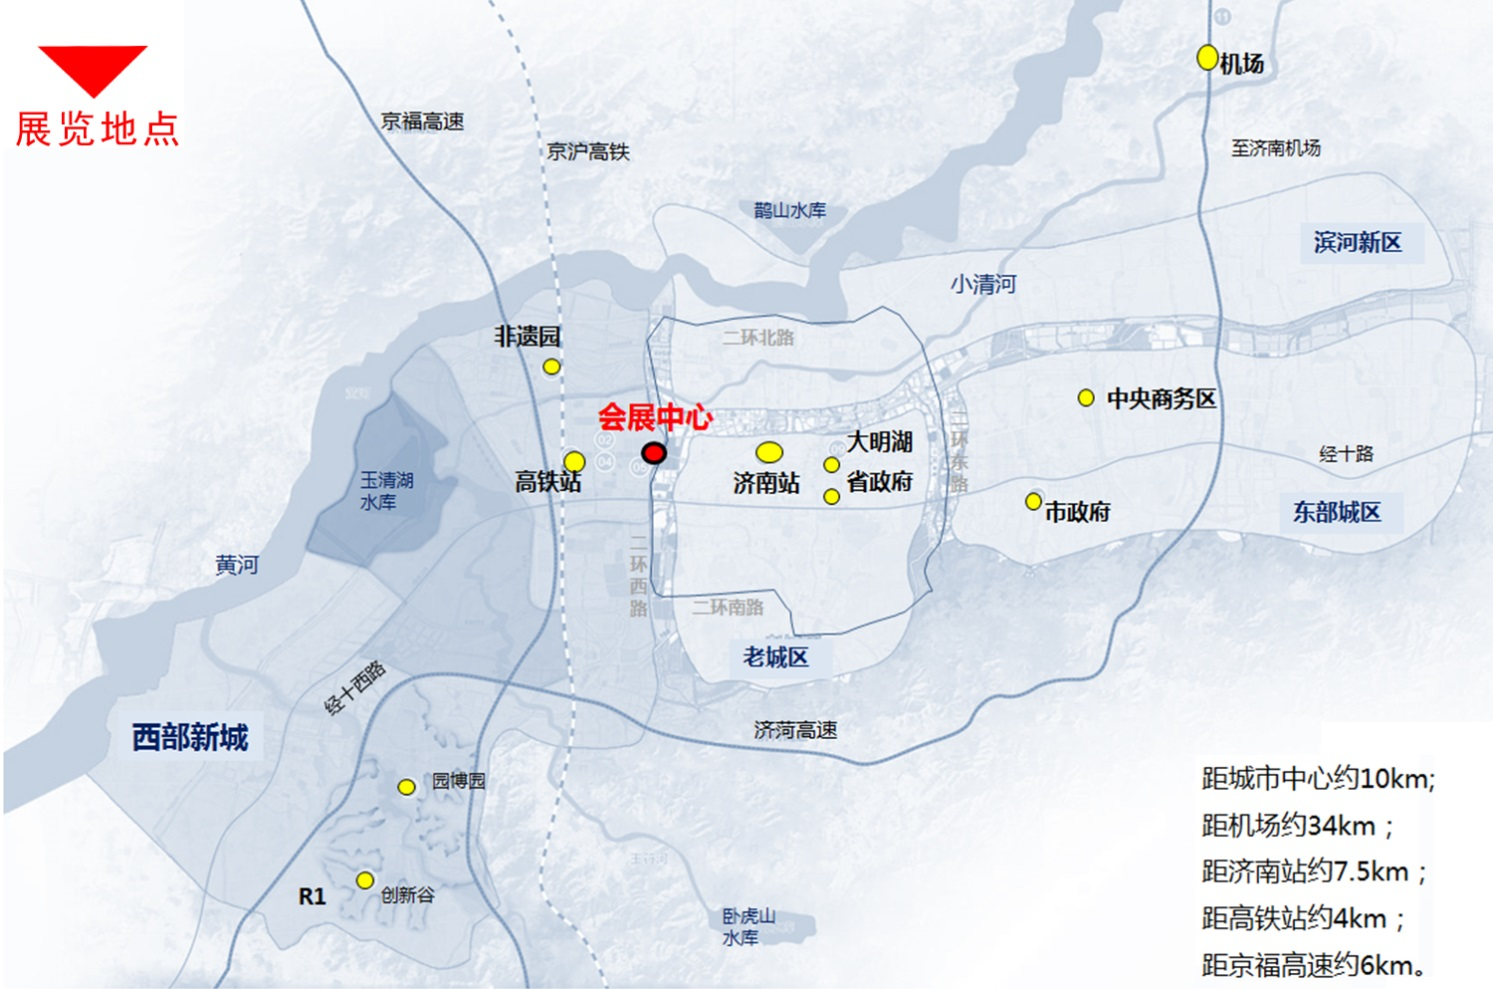 展览地点
京福高速
京沪高铁
11
机场
至济南机场
鹊山水库
滨河新区
小清河
非遗园
二环北路
会展中心
中央商务区
大明湖
02
04
05
高铁站
济南站
省政府
二环东路
经十路
玉清湖
水库
市政府
东部城区
黄河
二环西路
二环南路
老城区
经十西路
西部新城
济菏高速
园博园
距城市中心约10km;
距机场约34km；
距济南站约7.5km；
距高铁站约4km；
距京福高速约6km。
R1
创新谷
卧虎山
水库